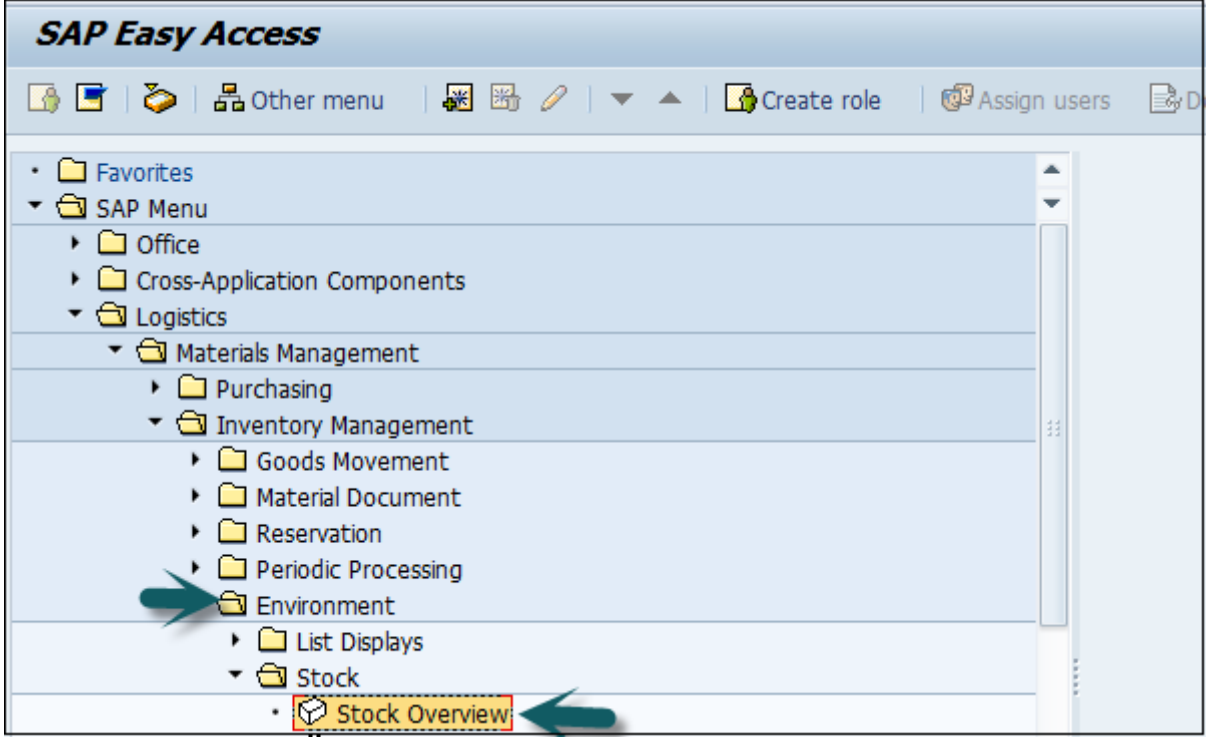 SAP Easy Access
Other menu Create role Assign users D
Favorites
SAP Menu
Office
Cross-Application Components
Logistics
Materials Management
Purchasing
Inventory Management
Goods Movement
Material Document
Reservation
Periodic Processing
Environment
List Displays
Stock
Stock Overview